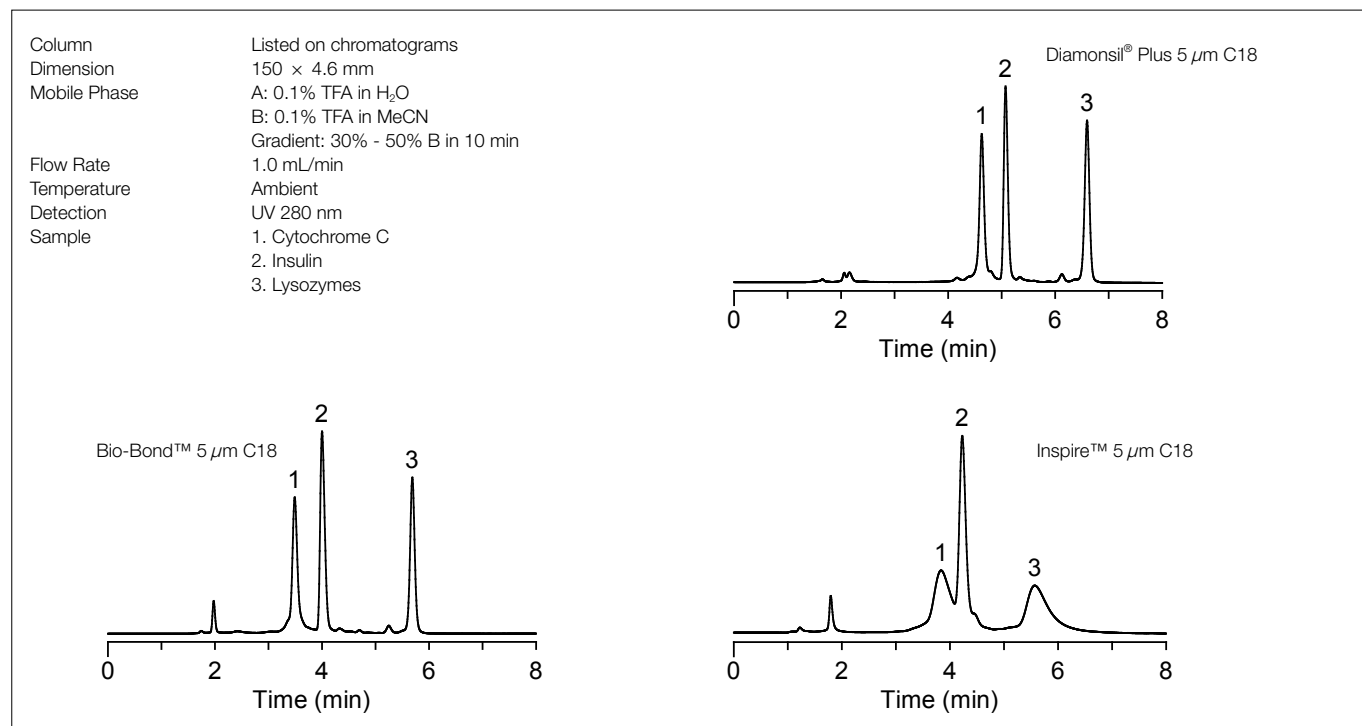 Column Listed on chromatograms
Dimension 150 × 4.6 mm
Mobile Phase A: 0.1% TFA in H₂O
B: 0.1% TFA in MeCN
Gradient: 30% - 50% B in 10 min
Flow Rate 1.0 mL/min
Temperature Ambient
Detection UV 280 nm
Sample 1. Cytochrome C
2. Insulin
3. Lysozymes
Diamonsil® Plus 5 µm C18
1 2 3
0 2 4 6 8
Time (min)
Bio-Bond™ 5 µm C18
1 2 3
0 2 4 6 8
Time (min)
Inspire™ 5 µm C18
1 2 3
0 2 4 6 8
Time (min)